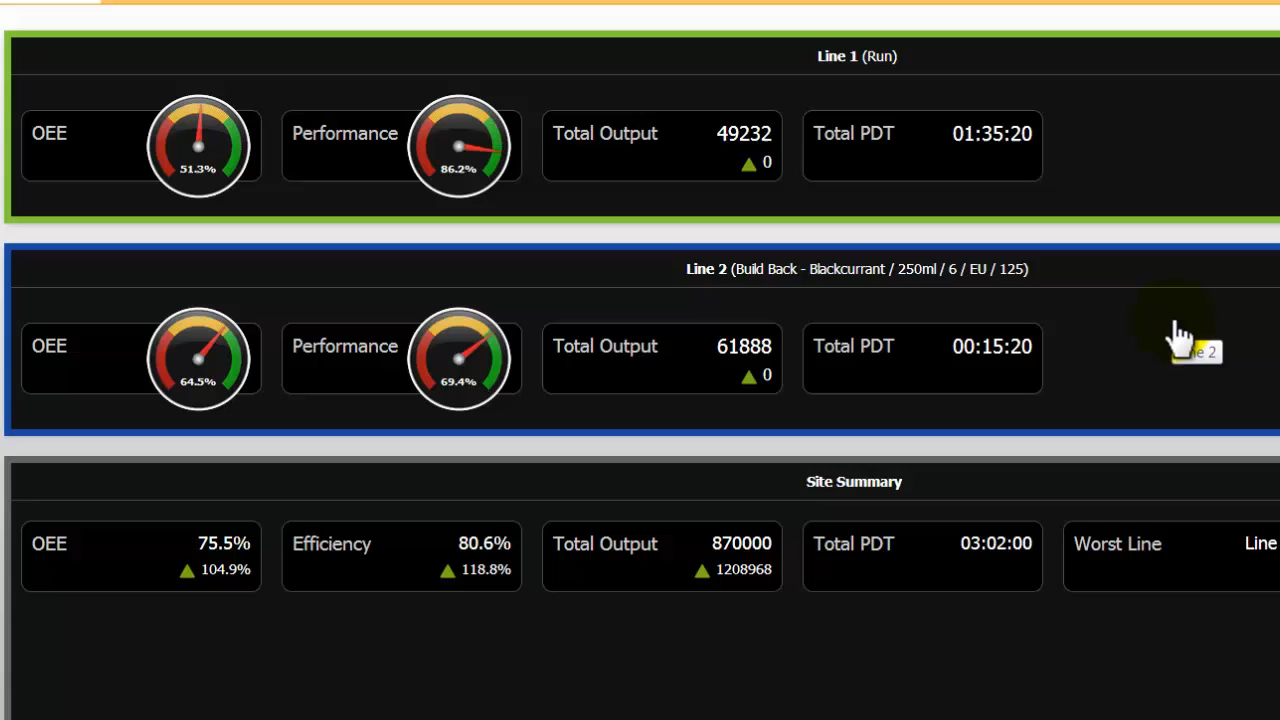 Line 1 (Run)
OEE 51.3%
Performance 86.2%
Total Output 49232
0
Total PDT 01:35:20
Line 2 (Build Back - Blackcurrant / 250ml / 6 / EU / 125)
OEE 64.5%
Performance 69.4%
Total Output 61888
0
Total PDT 00:15:20
2
Site Summary
OEE 75.5%
104.9%
Efficiency 80.6%
118.8%
Total Output 870000
1208968
Total PDT 03:02:00
Worst Line Line